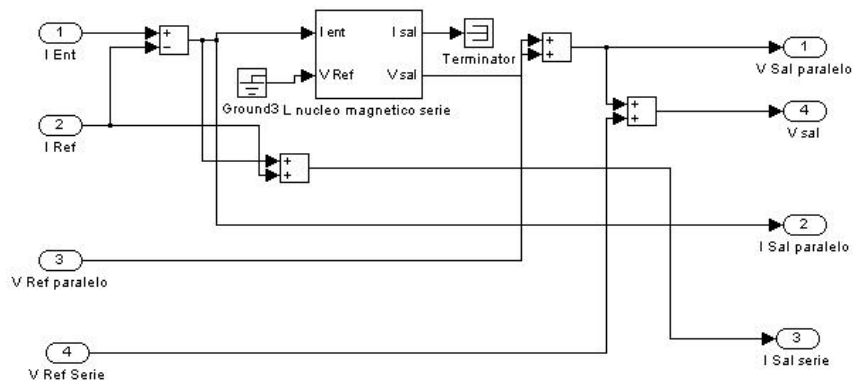 1
I Ent
+
−
I ent
I sal
V Ref
V sal
Terminator
Ground3
L nucleo magnetico serie
+
+
1
V Sal paralelo
+
+
4
V sal
2
I Ref
+
+
2
I Sal paralelo
3
V Ref paralelo
3
I Sal serie
4
V Ref Serie